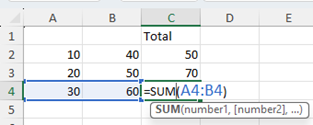 A B C D E
1 Total
2 10 40 50
3 20 50 70
4 30 60 =SUM(A4:B4)
SUM(number1, [number2], ...)